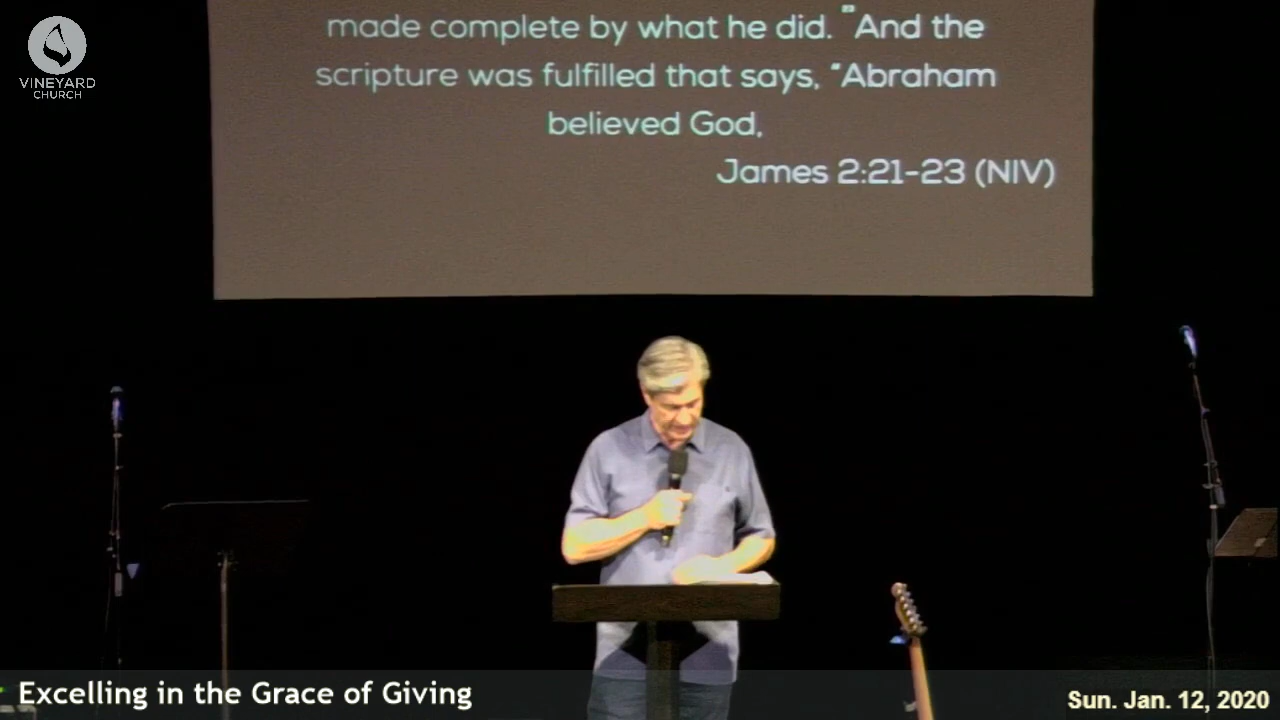 VINEYARD
CHURCH
made complete by what he did. "And the
scripture was fulfilled that says, “Abraham
believed God,
James 2:21-23 (NIV)
Excelling in the Grace of Giving
Sun. Jan. 12, 2020